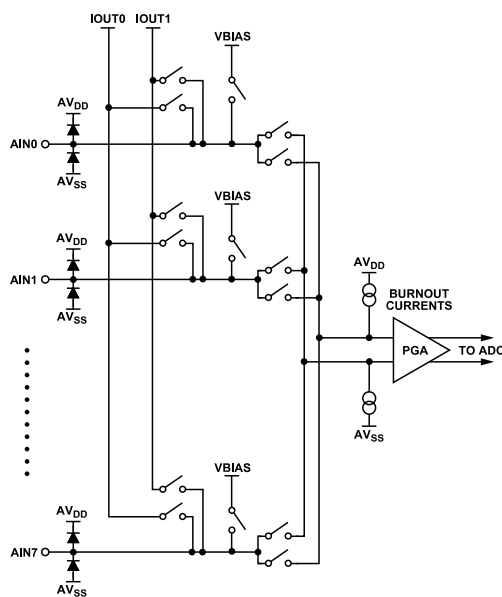 IOUT0 IOUT1
VBIAS
AVDD
AIN0
AVSS
VBIAS
AVDD
AIN1
AVSS
AVDD
BURNOUT
CURRENTS
PGA
TO ADC
AVSS
VBIAS
AVDD
AIN7
AVSS